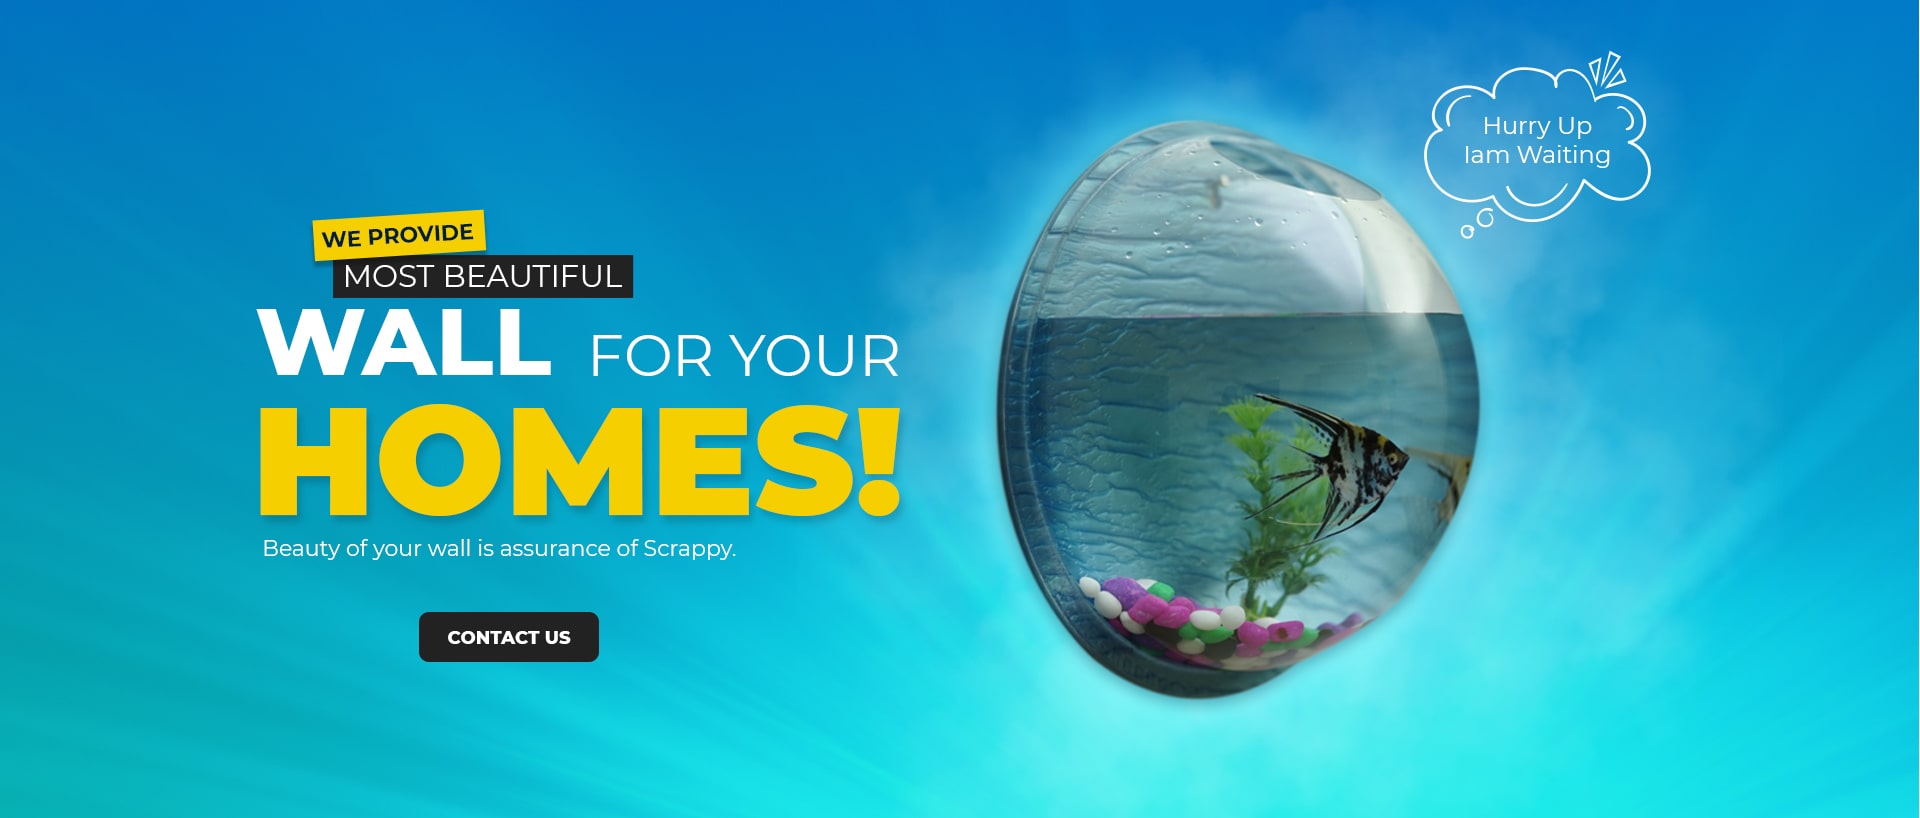 WE PROVIDE
MOST BEAUTIFUL
WALL FOR YOUR
HOMES!
Beauty of your wall is assurance of Scrappy.
CONTACT US
Hurry Up
Iam Waiting